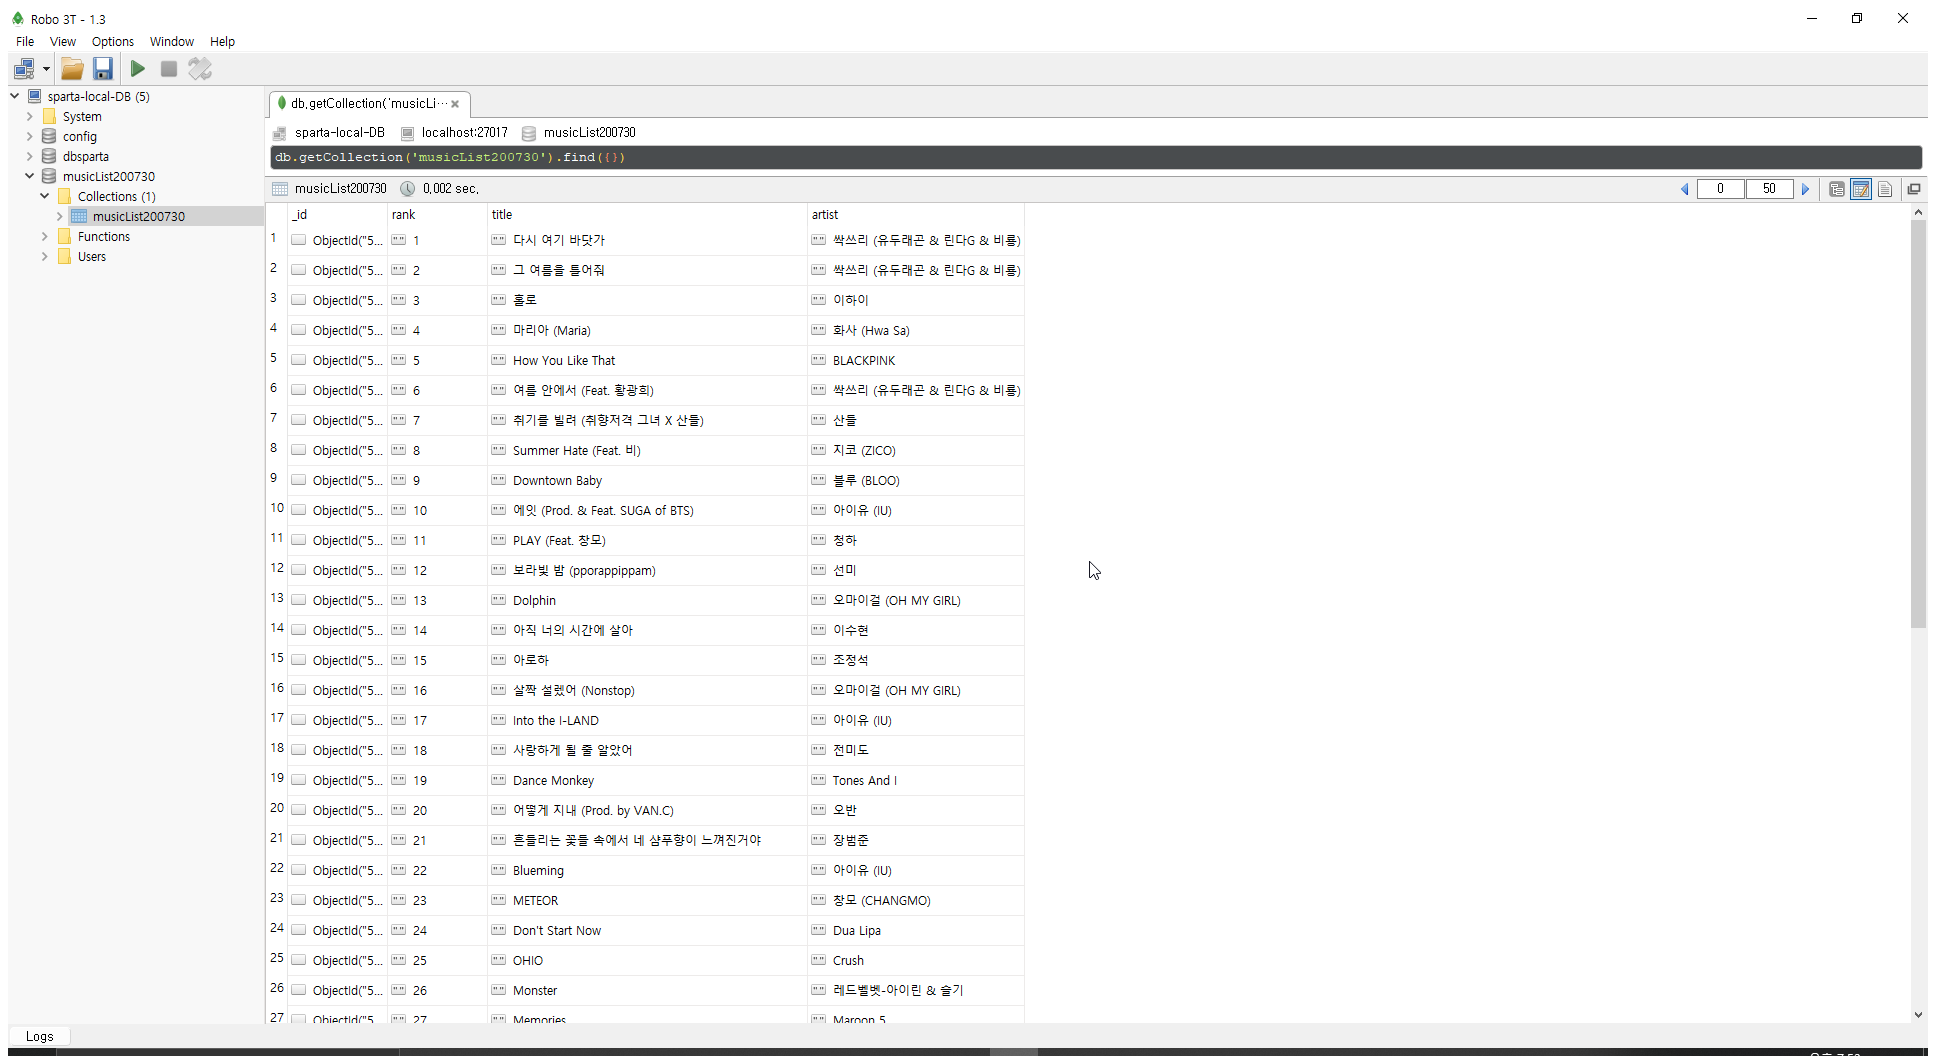 Robo 3T - 1.3
File View Options Window Help
sparta-local-DB (5)
System
config
dbsparta
musicList200730
Collections (1)
musicList200730
Functions
Users
db.getCollection('musicLi...
sparta-local-DB localhost:27017 musicList200730
db.getCollection('musicList200730').find({})
musicList200730 0.002 sec. 0 50
_id rank title artist
1 ObjectId("5... "" 1 "" 다시 여기 바닷가 "" 싹쓰리 (유두래곤 & 린다G & 비룡)
2 ObjectId("5... "" 2 "" 그 여름을 틀어줘 "" 싹쓰리 (유두래곤 & 린다G & 비룡)
3 ObjectId("5... "" 3 "" 홀로 "" 이하이
4 ObjectId("5... "" 4 "" 마리아 (Maria) "" 화사 (Hwa Sa)
5 ObjectId("5... "" 5 "" How You Like That "" BLACKPINK
6 ObjectId("5... "" 6 "" 여름 안에서 (Feat. 황광희) "" 싹쓰리 (유두래곤 & 린다G & 비룡)
7 ObjectId("5... "" 7 "" 취기를 빌려 (취향저격 그녀 X 산들) "" 산들
8 ObjectId("5... "" 8 "" Summer Hate (Feat. 비) "" 지코 (ZICO)
9 ObjectId("5... "" 9 "" Downtown Baby "" 블루 (BLOO)
10 ObjectId("5... "" 10 "" 에잇 (Prod. & Feat. SUGA of BTS) "" 아이유 (IU)
11 ObjectId("5... "" 11 "" PLAY (Feat. 창모) "" 청하
12 ObjectId("5... "" 12 "" 보라빛 밤 (pporappippam) "" 선미
13 ObjectId("5... "" 13 "" Dolphin "" 오마이걸 (OH MY GIRL)
14 ObjectId("5... "" 14 "" 아직 너의 시간에 살아 "" 이수현
15 ObjectId("5... "" 15 "" 아로하 "" 조정석
16 ObjectId("5... "" 16 "" 살짝 설렜어 (Nonstop) "" 오마이걸 (OH MY GIRL)
17 ObjectId("5... "" 17 "" Into the I-LAND "" 아이유 (IU)
18 ObjectId("5... "" 18 "" 사랑하게 될 줄 알았어 "" 전미도
19 ObjectId("5... "" 19 "" Dance Monkey "" Tones And I
20 ObjectId("5... "" 20 "" 어떻게 지내 (Prod. by VAN.C) "" 오반
21 ObjectId("5... "" 21 "" 흔들리는 꽃들 속에서 네 샴푸향이 느껴진거야 "" 장범준
22 ObjectId("5... "" 22 "" Blueming "" 아이유 (IU)
23 ObjectId("5... "" 23 "" METEOR "" 창모 (CHANGMO)
24 ObjectId("5... "" 24 "" Don't Start Now "" Dua Lipa
25 ObjectId("5... "" 25 "" OHIO "" Crush
26 ObjectId("5... "" 26 "" Monster "" 레드벨벳-아이린 & 슬기
27 ObjectId("5... "" 27 "" Memories "" Maroon 5
Logs